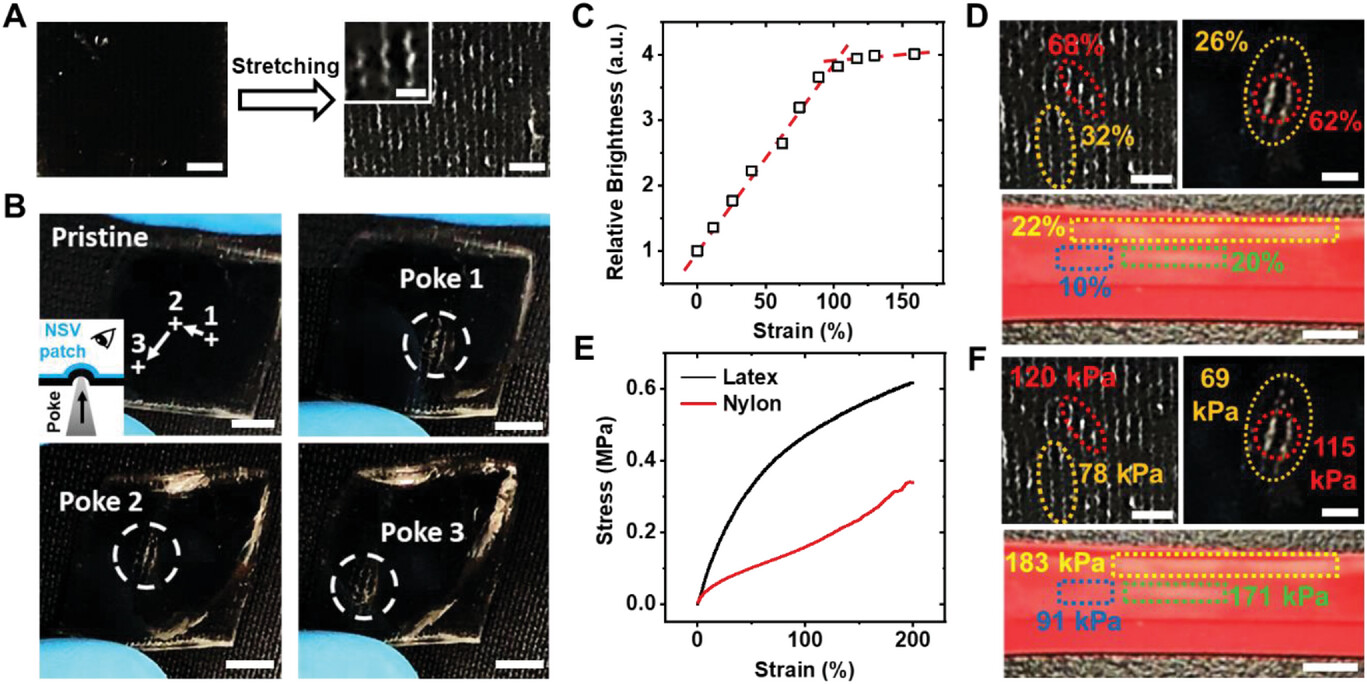 A
Stretching
B
Pristine
2
1
3
NSV
patch
Poke
Poke 1
Poke 2
Poke 3
C
Relative Brightness (a.u.)
4
3
2
1
0
50
100
150
Strain (%)
D
68%
32%
26%
62%
22%
20%
10%
E
Stress (MPa)
0.6
0.4
0.2
0.0
Latex
Nylon
0
100
200
Strain (%)
F
120 kPa
78 kPa
69
kPa
115
kPa
183 kPa
171 kPa
91 kPa